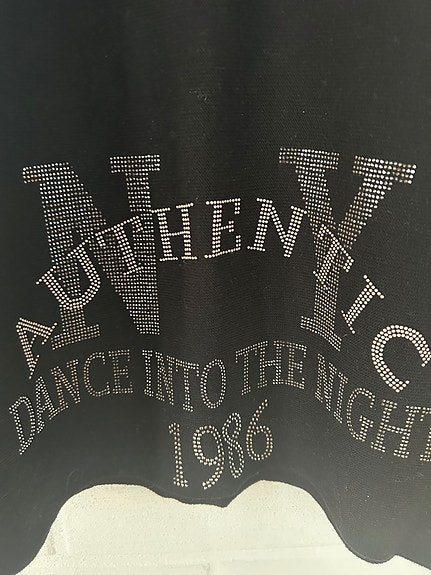 NY
AUTHENTIC
DANCE INTO THE NIGHT
1986